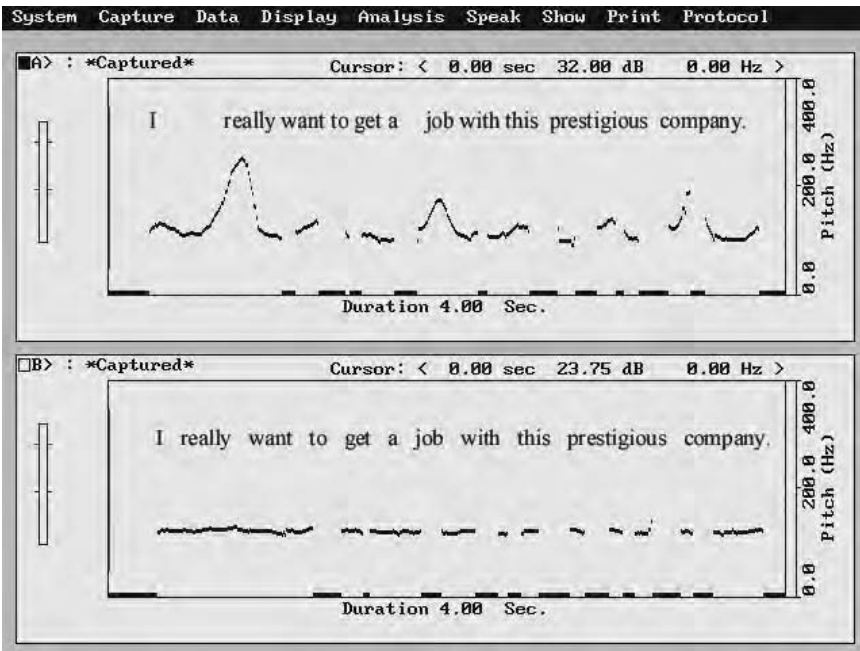 System Capture Data Display Analysis Speak Show Print Protocol
A> : *Captured* Cursor: < 0.00 sec 32.00 dB 0.00 Hz >
I really want to get a job with this prestigious company.
400.0
200.0
0.0
Pitch (Hz)
Duration 4.00 Sec.
B> : *Captured* Cursor: < 0.00 sec 23.75 dB 0.00 Hz >
I really want to get a job with this prestigious company.
400.0
200.0
0.0
Pitch (Hz)
Duration 4.00 Sec.